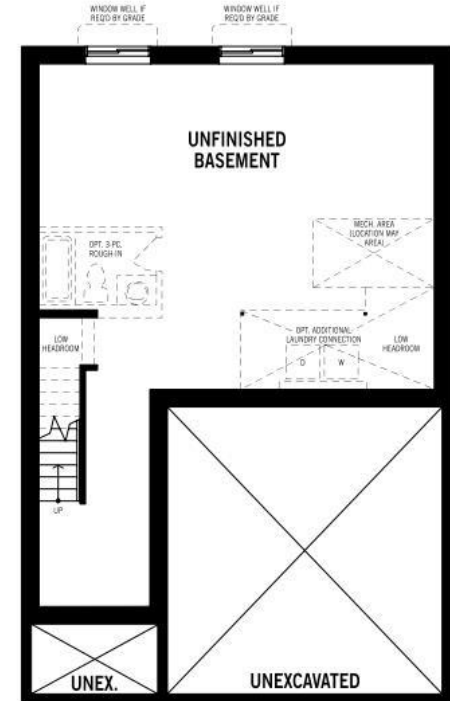 WINDOW WELL IF
REQ'D BY GRADE
WINDOW WELL IF
REQ'D BY GRADE
UNFINISHED
BASEMENT
OPT. 3-PC.
ROUGH-IN
MECH. AREA
(LOCATION MAY
AREA)
LOW
HEADROOM
OPT. ADDITIONAL
LAUNDRY CONNECTION
LOW
HEADROOM
D
W
UP
UNEX.
UNEXCAVATED